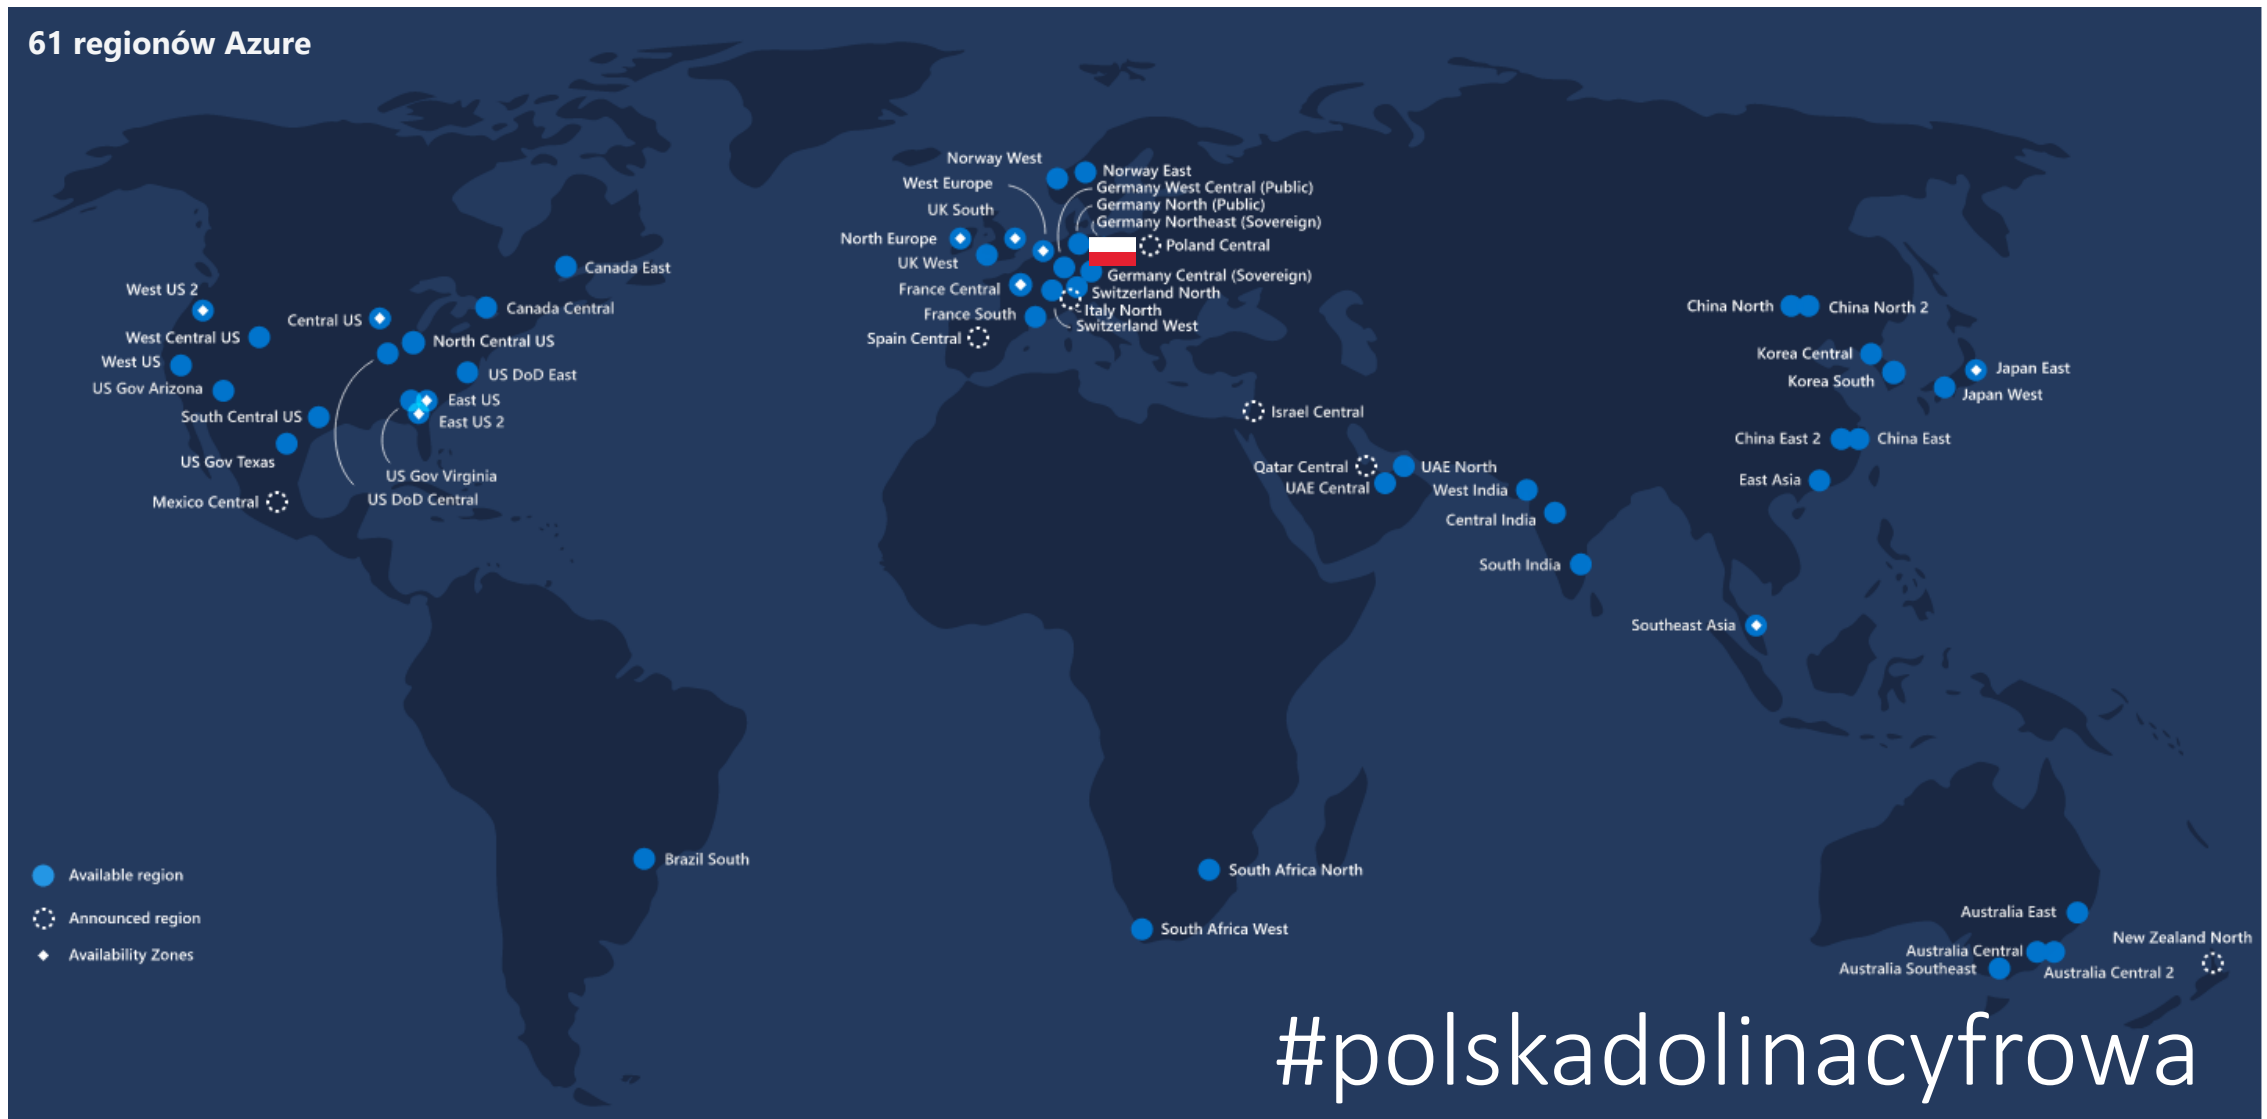 61 regionów Azure
Norway West
Norway East
West Europe
Germany West Central (Public)
UK South
Germany North (Public)
Germany Northeast (Sovereign)
North Europe
Poland Central
UK West
Germany Central (Sovereign)
France Central
Switzerland North
Italy North
France South
Switzerland West
Spain Central
Canada East
West US 2
Canada Central
Central US
West Central US
North Central US
West US
US DoD East
US Gov Arizona
East US
South Central US
East US 2
US Gov Texas
US Gov Virginia
US DoD Central
Mexico Central
China North
China North 2
Korea Central
Japan East
Korea South
Japan West
Israel Central
China East 2
China East
Qatar Central
UAE North
East Asia
UAE Central
West India
Central India
South India
Southeast Asia
Brazil South
South Africa North
South Africa West
Available region
Announced region
Availability Zones
Australia East
New Zealand North
Australia Central
Australia Southeast
Australia Central 2
#polskadolinacyfrowa